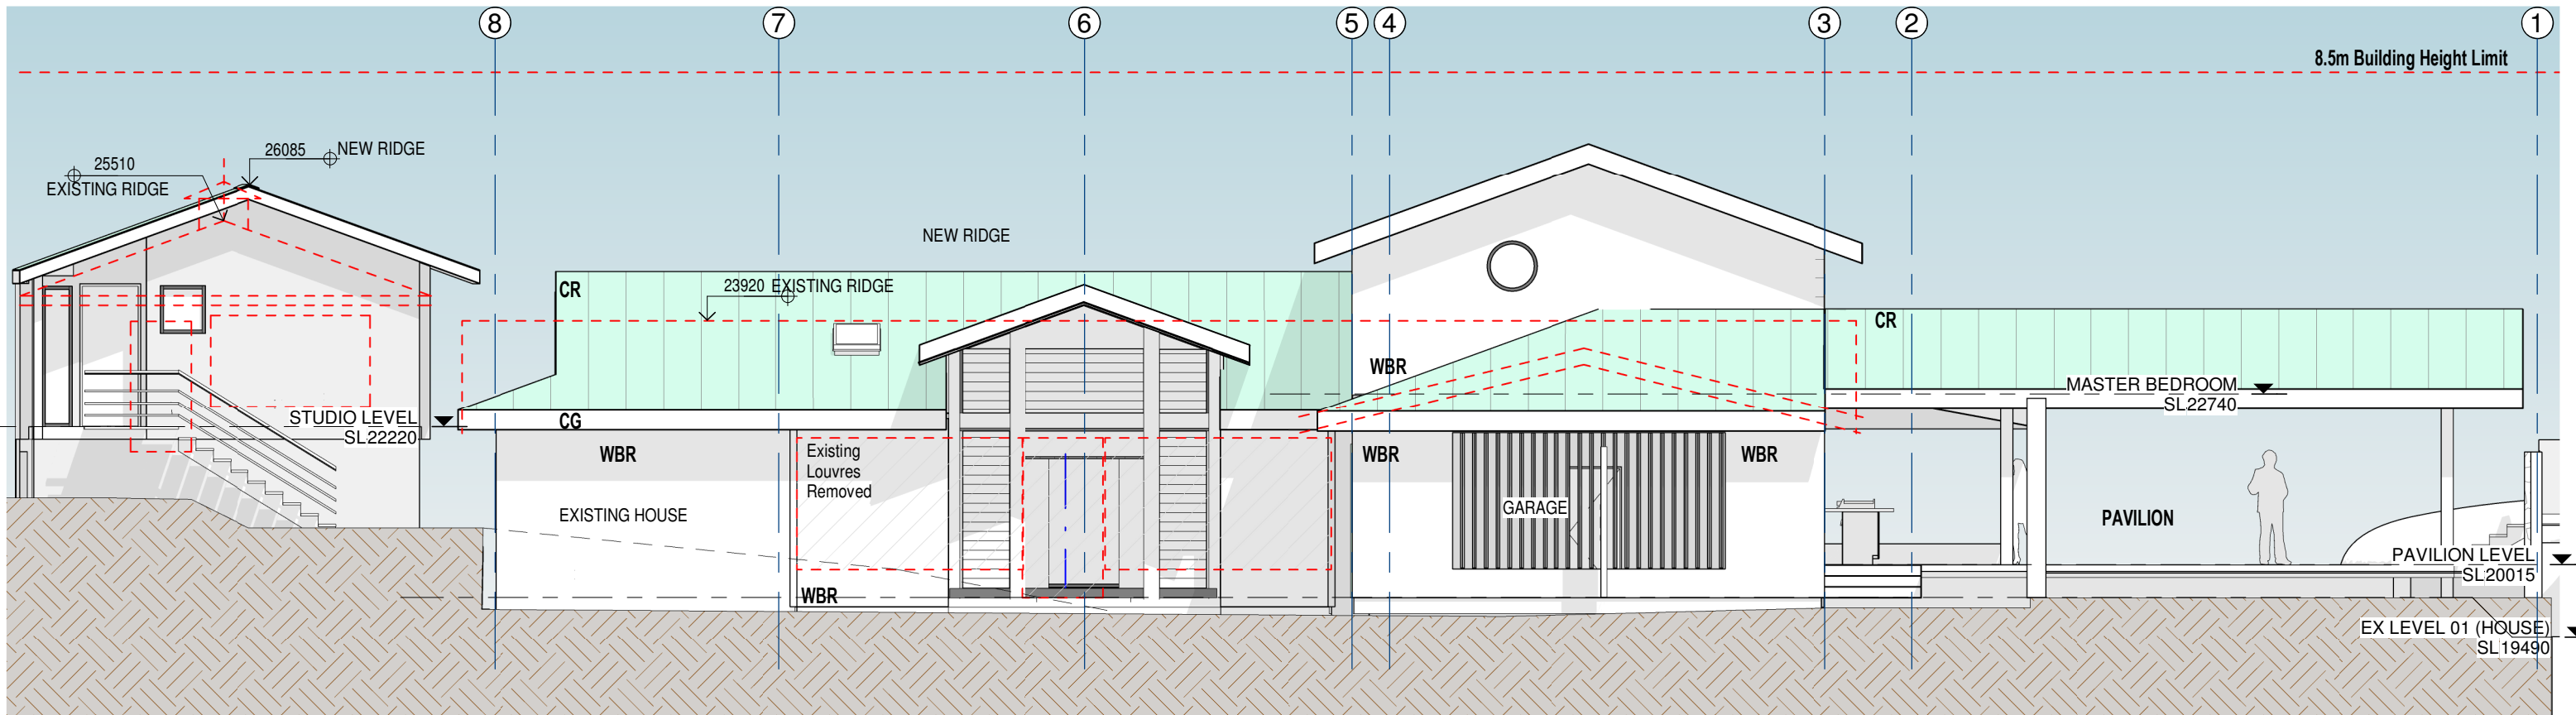 8 7 6 5 4 3 2 1
8.5m Building Height Limit
26085 NEW RIDGE
25510
EXISTING RIDGE
NEW RIDGE
CR
23920 EXISTING RIDGE
CR
WBR
MASTER BEDROOM
SL22740
STUDIO LEVEL
SL22220
CG
WBR
Existing
Louvres
Removed
WBR
WBR
GARAGE
EXISTING HOUSE
PAVILION
PAVILION LEVEL
SL20015
WBR
EX LEVEL 01 (HOUSE)
SL19490